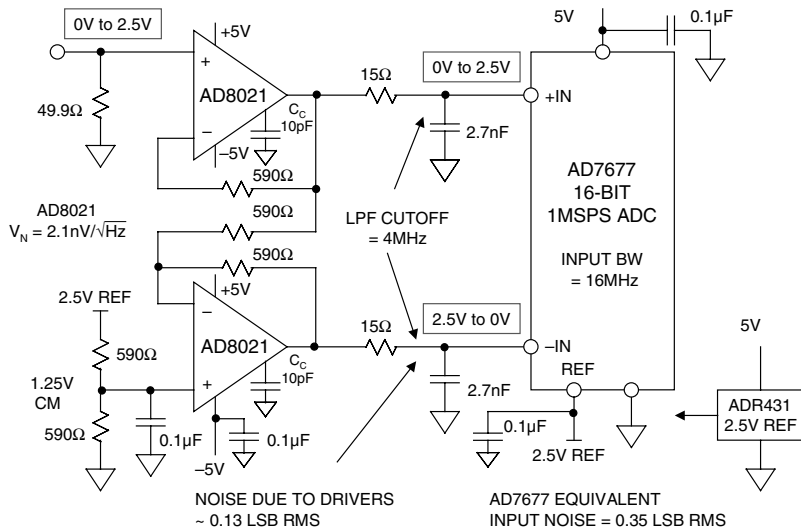 0V to 2.5V
+5V
5V
0.1µF
+
AD8021
15Ω
0V to 2.5V
+IN
49.9Ω
−
C_C
10pF
−5V
2.7nF
AD7677
16-BIT
1MSPS ADC
590Ω
AD8021
V_N = 2.1nV/√Hz
590Ω
LPF CUTOFF
= 4MHz
INPUT BW
= 16MHz
590Ω
2.5V REF
+5V
−
2.5V to 0V
590Ω
AD8021
15Ω
−IN
5V
C_C
10pF
REF
1.25V
CM
+
2.7nF
ADR431
2.5V REF
590Ω
0.1µF
0.1µF
0.1µF
−5V
2.5V REF
NOISE DUE TO DRIVERS
~ 0.13 LSB RMS
AD7677 EQUIVALENT
INPUT NOISE = 0.35 LSB RMS